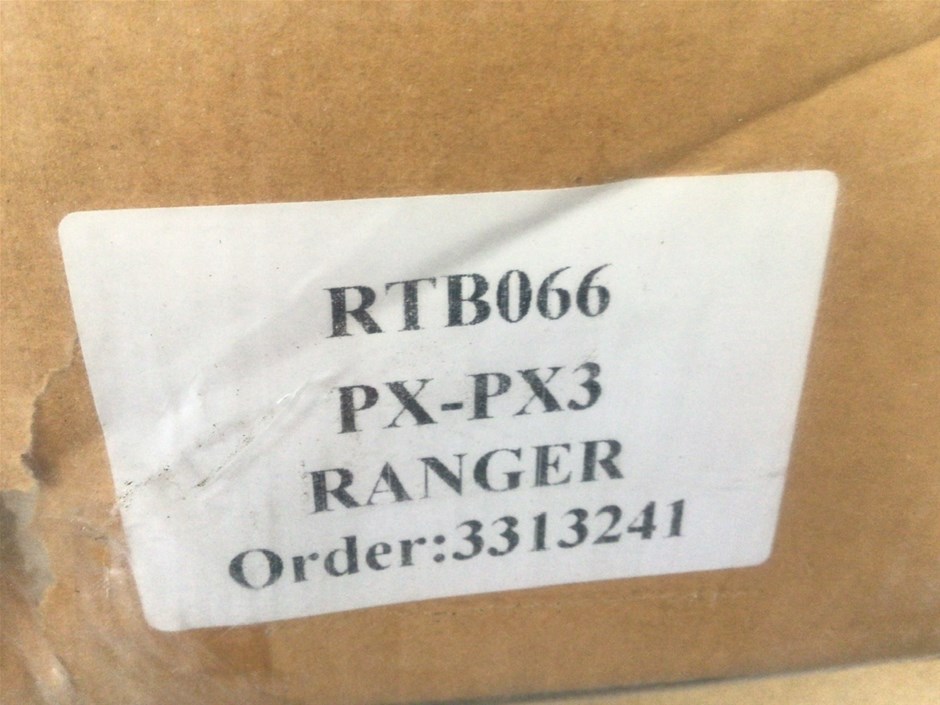 RTB066
PX-PX3
RANGER
Order:3313241